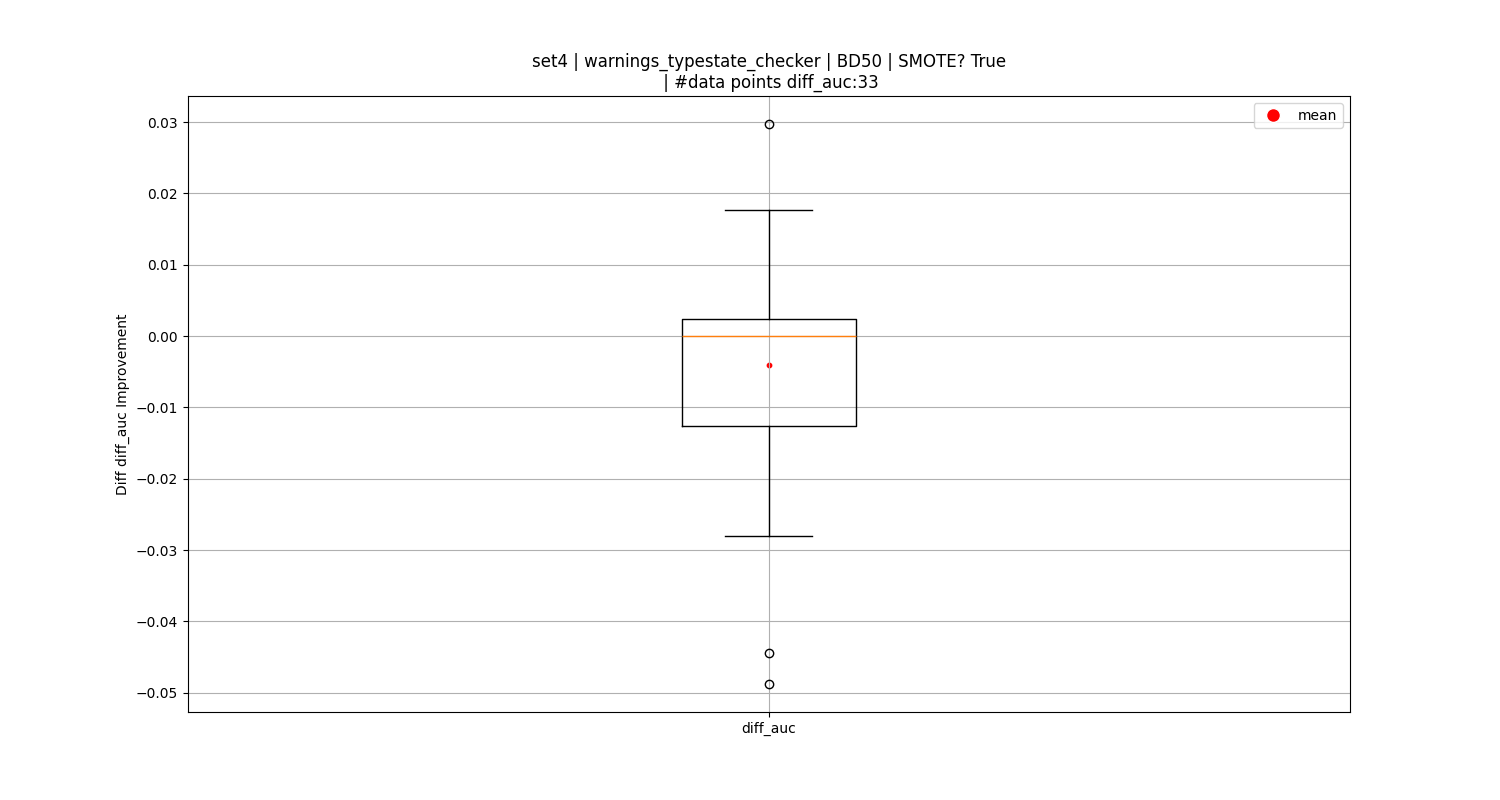 set4 | warnings_typestate_checker | BD50 | SMOTE? True
| #data points diff_auc:33
mean
0.03
0.02
0.01
0.00
−0.01
−0.02
−0.03
−0.04
−0.05
Diff diff_auc Improvement
diff_auc